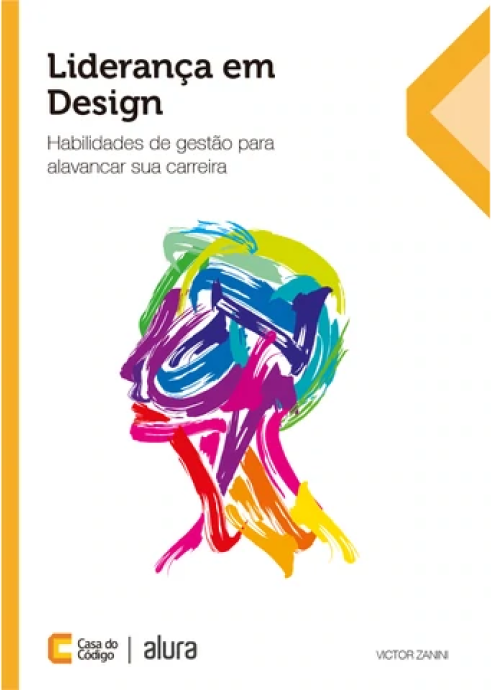 Liderança em
Design
Habilidades de gestão para
alavancar sua carreira
Casa do
Código
alura
VICTOR ZANINI